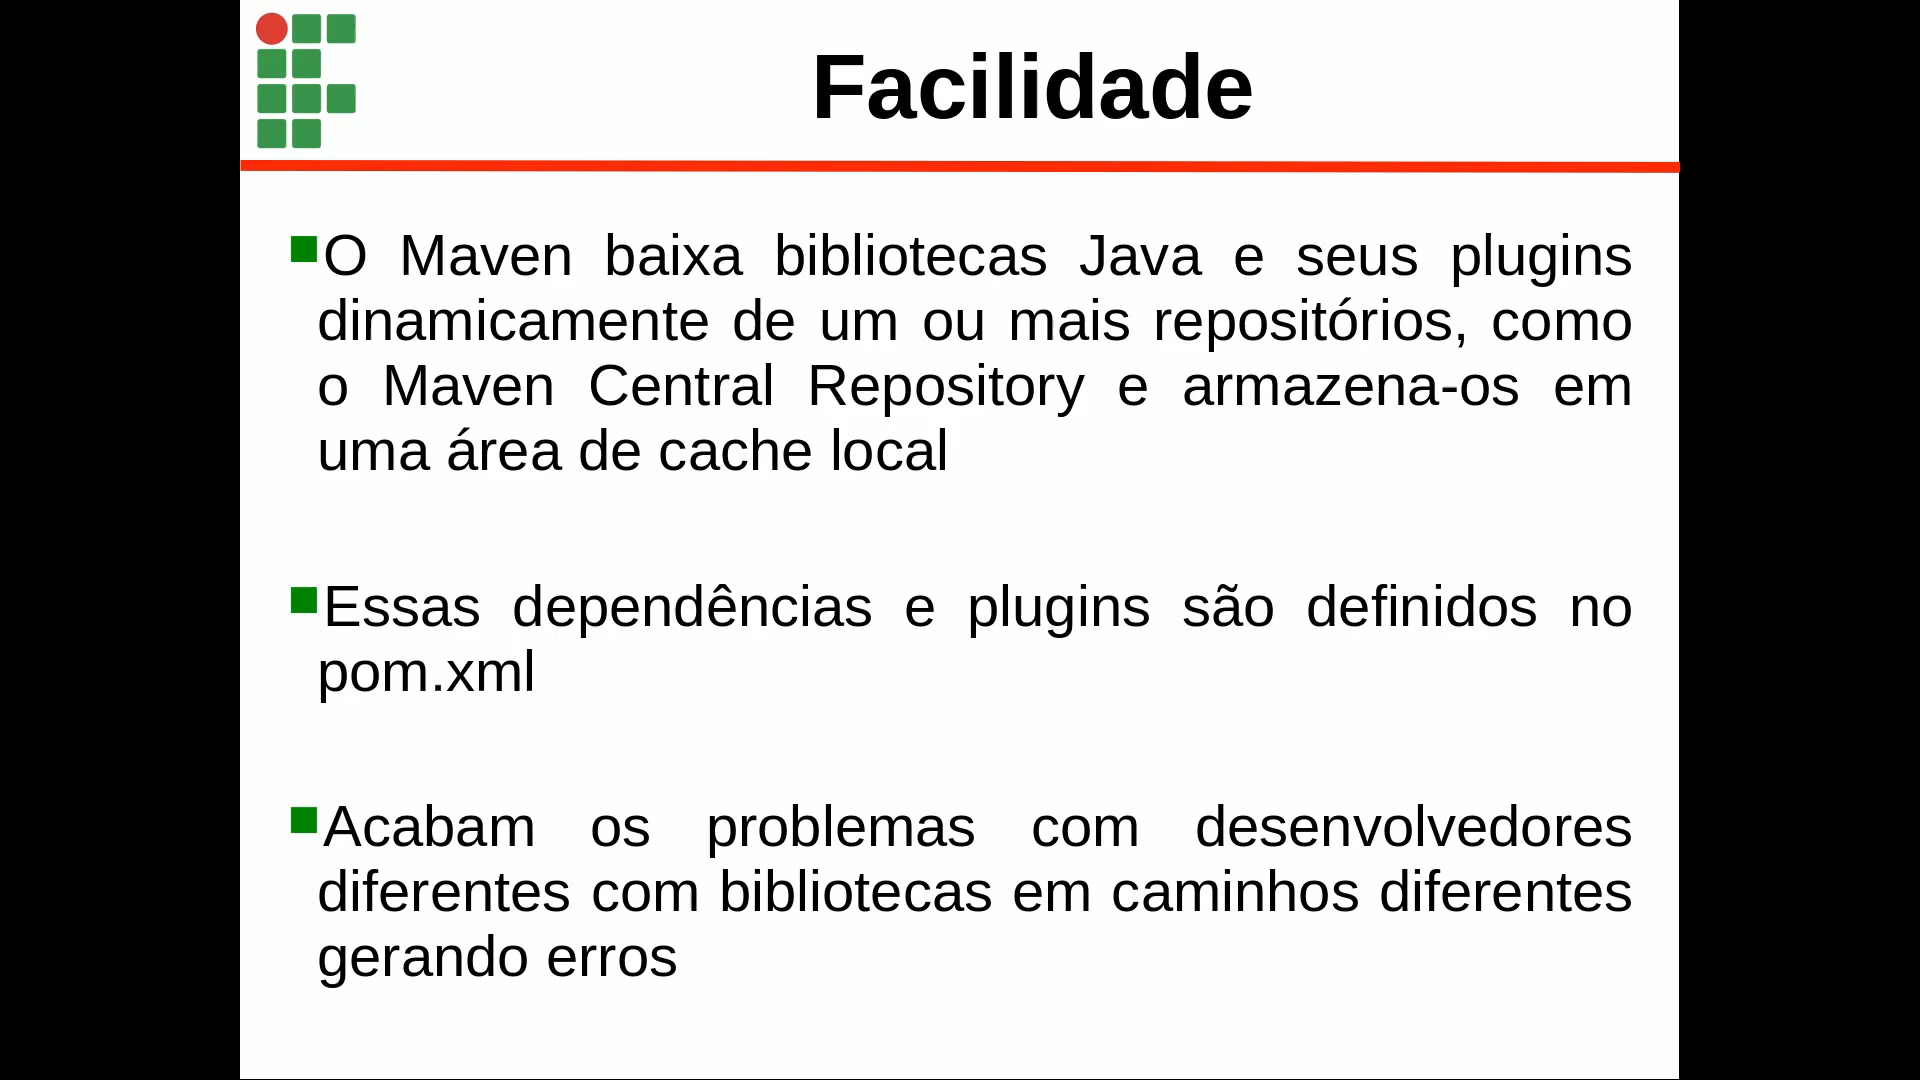 Facilidade
O Maven baixa bibliotecas Java e seus plugins
dinamicamente de um ou mais repositórios, como
o Maven Central Repository e armazena-os em
uma área de cache local
Essas dependências e plugins são definidos no
pom.xml
Acabam os problemas com desenvolvedores
diferentes com bibliotecas em caminhos diferentes
gerando erros